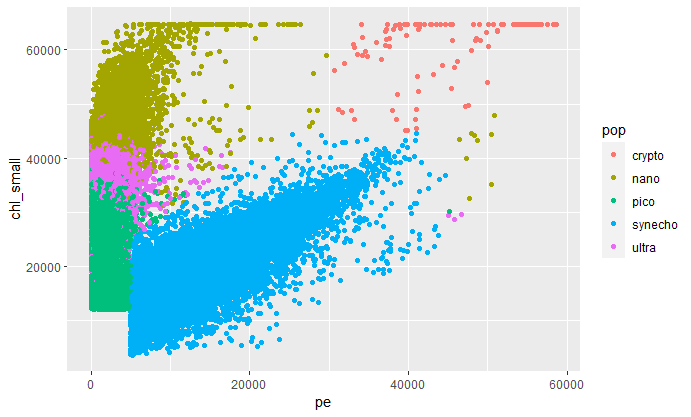 60000
40000
20000
chl_small
0
20000
40000
60000
pe
pop
crypto
nano
pico
synecho
ultra